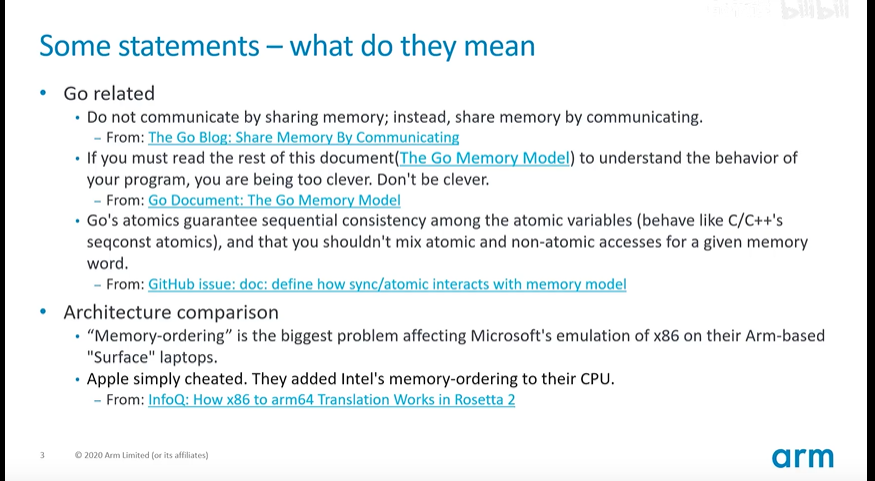 bilibili
Some statements – what do they mean
• Go related
• Do not communicate by sharing memory; instead, share memory by communicating.
– From: The Go Blog: Share Memory By Communicating
• If you must read the rest of this document(The Go Memory Model) to understand the behavior of
your program, you are being too clever. Don't be clever.
– From: Go Document: The Go Memory Model
• Go's atomics guarantee sequential consistency among the atomic variables (behave like C/C++'s
seqconst atomics), and that you shouldn't mix atomic and non-atomic accesses for a given memory
word.
– From: GitHub issue: doc: define how sync/atomic interacts with memory model
• Architecture comparison
• “Memory-ordering” is the biggest problem affecting Microsoft's emulation of x86 on their Arm-based
"Surface" laptops.
• Apple simply cheated. They added Intel's memory-ordering to their CPU.
– From: InfoQ: How x86 to arm64 Translation Works in Rosetta 2
3 © 2020 Arm Limited (or its affiliates)
arm